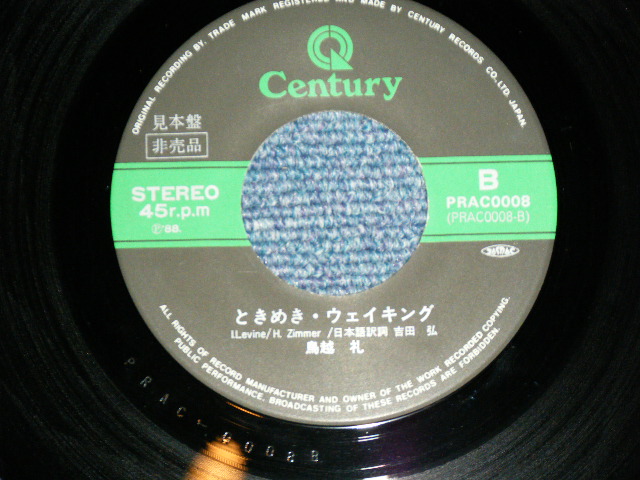 ORIGINAL RECORDING BY. TRADE MARK REGISTERED AND MADE BY CENTURY RECORDS CO., LTD. JAPAN.
Century
見本盤
非売品
STEREO
45r.p.m
Ⓟ'88.
B
PRAC0008
(PRAC0008-B)
ときめき・ウェイキング
I.Levine/H. Zimmer /日本語訳詞 吉田 弘
鳥越 礼
ALL RIGHTS OF RECORD MANUFACTURER AND OWNER OF THE WORK RECORDED COPYING.
PUBLIC PERFORMANCE. BROADCASTING OF THESE RECORDS ARE FORBIDDEN.
PRAC-0008B